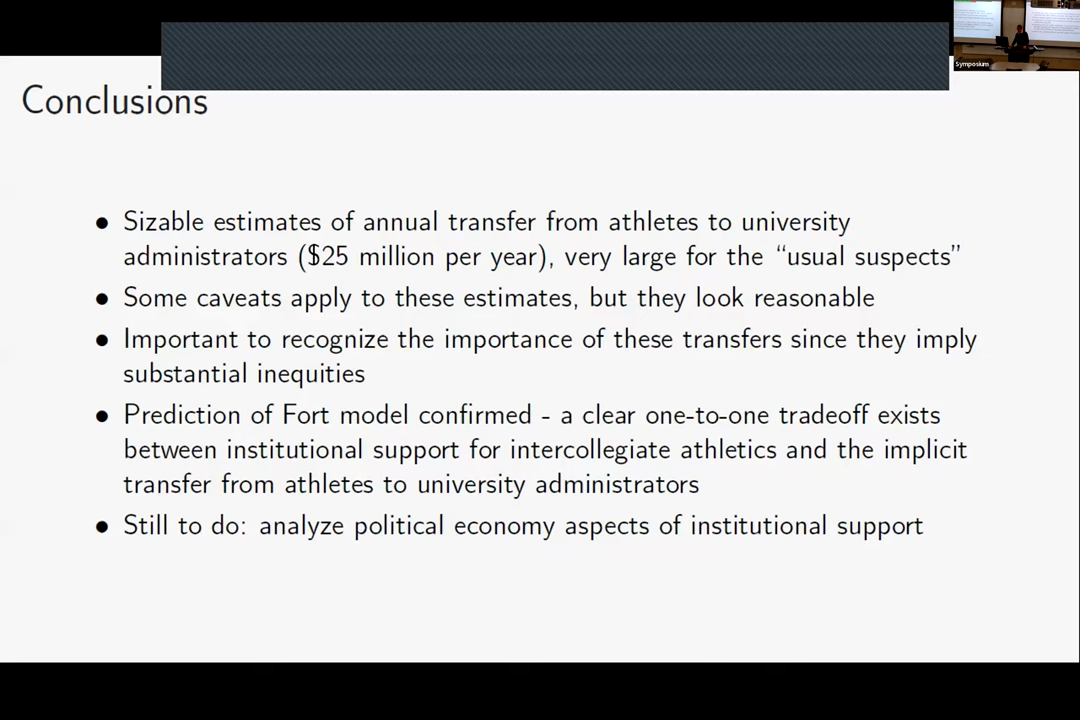 Symposium
Conclusions
● Sizable estimates of annual transfer from athletes to university
administrators ($25 million per year), very large for the “usual suspects”
● Some caveats apply to these estimates, but they look reasonable
● Important to recognize the importance of these transfers since they imply
substantial inequities
● Prediction of Fort model confirmed - a clear one-to-one tradeoff exists
between institutional support for intercollegiate athletics and the implicit
transfer from athletes to university administrators
● Still to do: analyze political economy aspects of institutional support